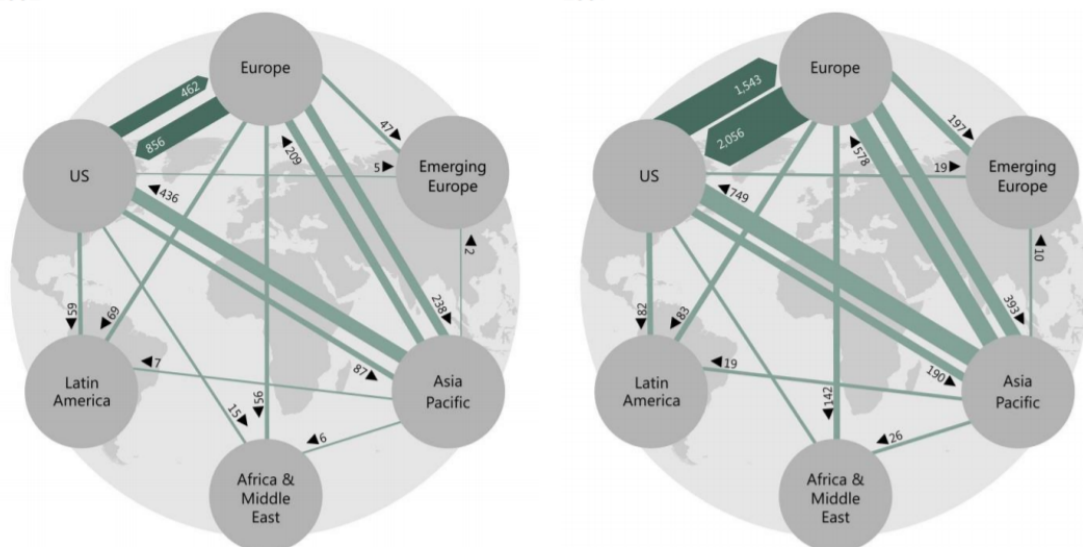 Europe
462
856
47
US
5
Emerging
Europe
209
436
238
59
69
2
7
87
Latin
America
Asia
Pacific
15
56
6
Africa &
Middle
East
Europe
1,543
2,056
197
US
19
Emerging
Europe
578
749
393
82
83
10
19
190
Latin
America
Asia
Pacific
142
26
Africa &
Middle
East